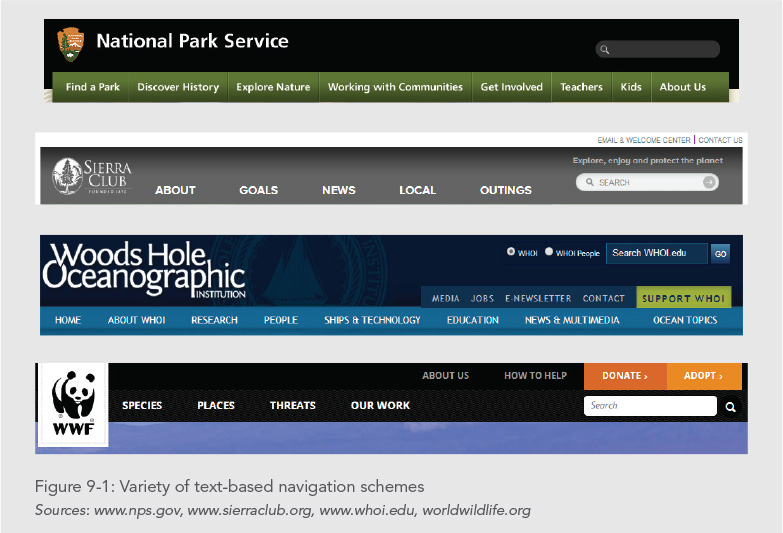 National Park Service
Find a Park Discover History Explore Nature Working with Communities Get Involved Teachers Kids About Us
EMAIL & WELCOME CENTER | CONTACT US
SIERRA CLUB
FOUNDED 1892
Explore, enjoy and protect the planet
ABOUT GOALS NEWS LOCAL OUTINGS
SEARCH
Woods Hole
Oceanographic
INSTITUTION
WHOI WHOI People Search WHOI.edu GO
MEDIA JOBS E-NEWSLETTER CONTACT SUPPORT WHOI
HOME ABOUT WHOI RESEARCH PEOPLE SHIPS & TECHNOLOGY EDUCATION NEWS & MULTIMEDIA OCEAN TOPICS
ABOUT US HOW TO HELP DONATE › ADOPT ›
WWF
SPECIES PLACES THREATS OUR WORK Search
Figure 9-1: Variety of text-based navigation schemes
Sources: www.nps.gov, www.sierraclub.org, www.whoi.edu, worldwildlife.org